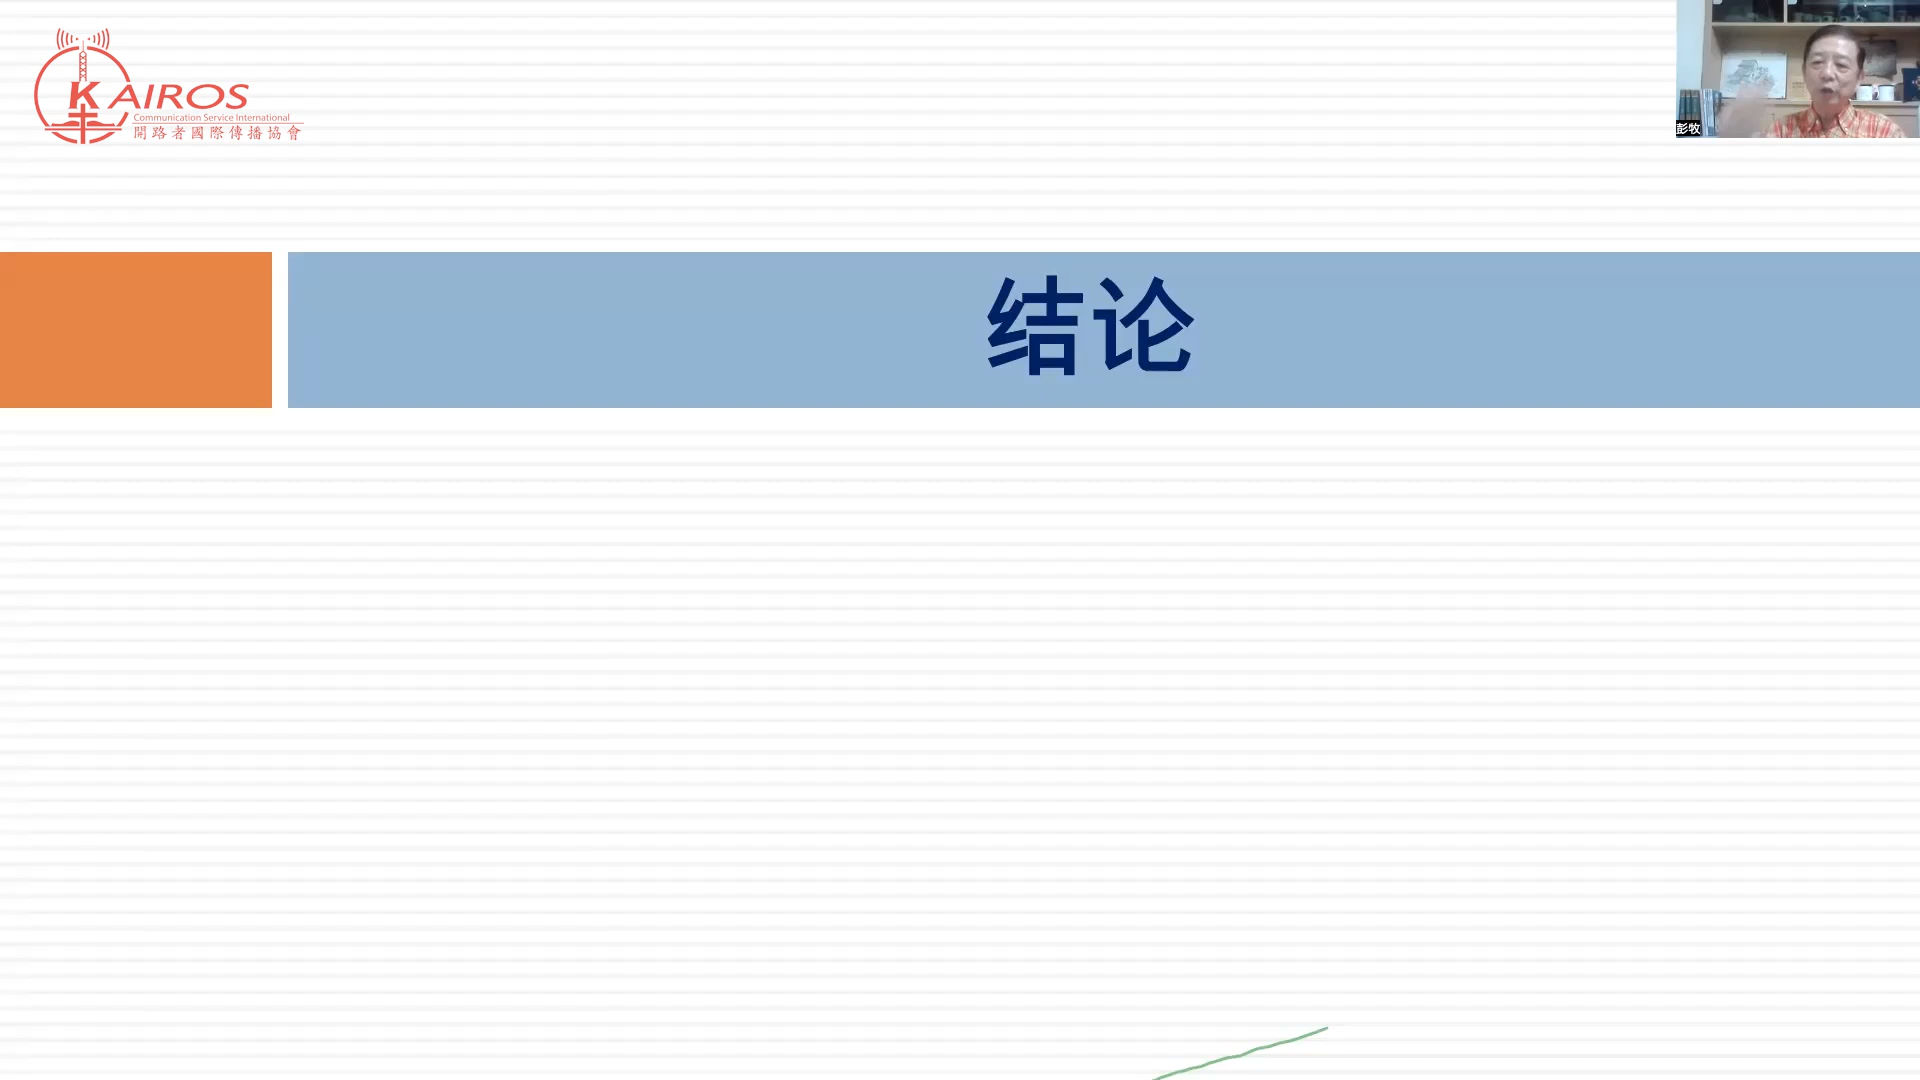 KAIROS
Communication Service International
開路者國際傳播協會
彭牧
结论